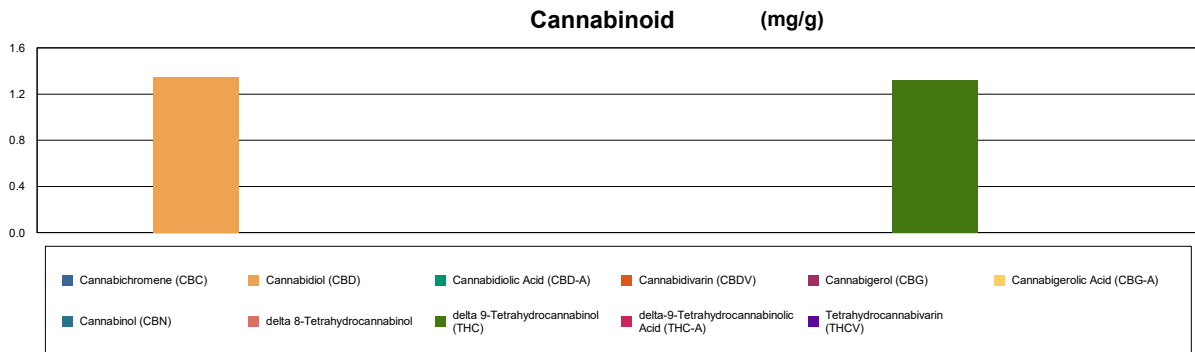 Cannabinoid (mg/g)
1.6
1.2
0.8
0.4
0.0
Cannabichromene (CBC)
Cannabidiol (CBD)
Cannabidiolic Acid (CBD-A)
Cannabidivarin (CBDV)
Cannabigerol (CBG)
Cannabigerolic Acid (CBG-A)
Cannabinol (CBN)
delta 8-Tetrahydrocannabinol
delta 9-Tetrahydrocannabinol
(THC)
delta-9-Tetrahydrocannabinolic
Acid (THC-A)
Tetrahydrocannabivarin
(THCV)